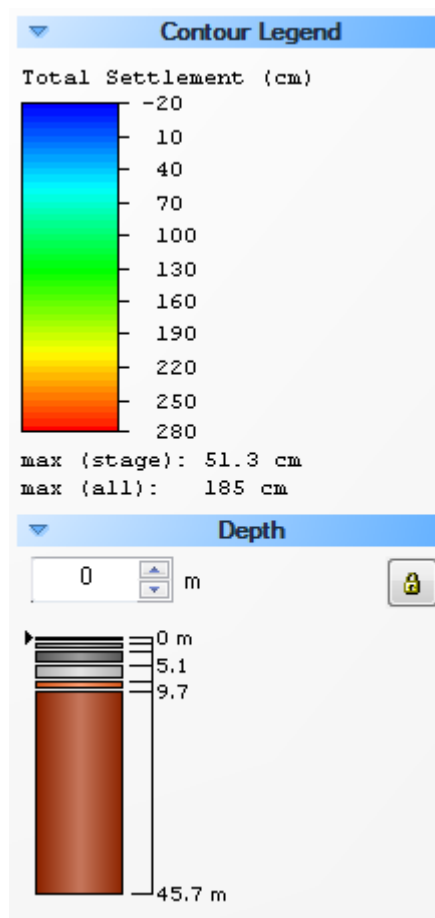 Contour Legend
Total Settlement (cm)
-20
10
40
70
100
130
160
190
220
250
280
max (stage): 51.3 cm
max (all): 185 cm
Depth
0 m
0 m
5.1
9.7
45.7 m